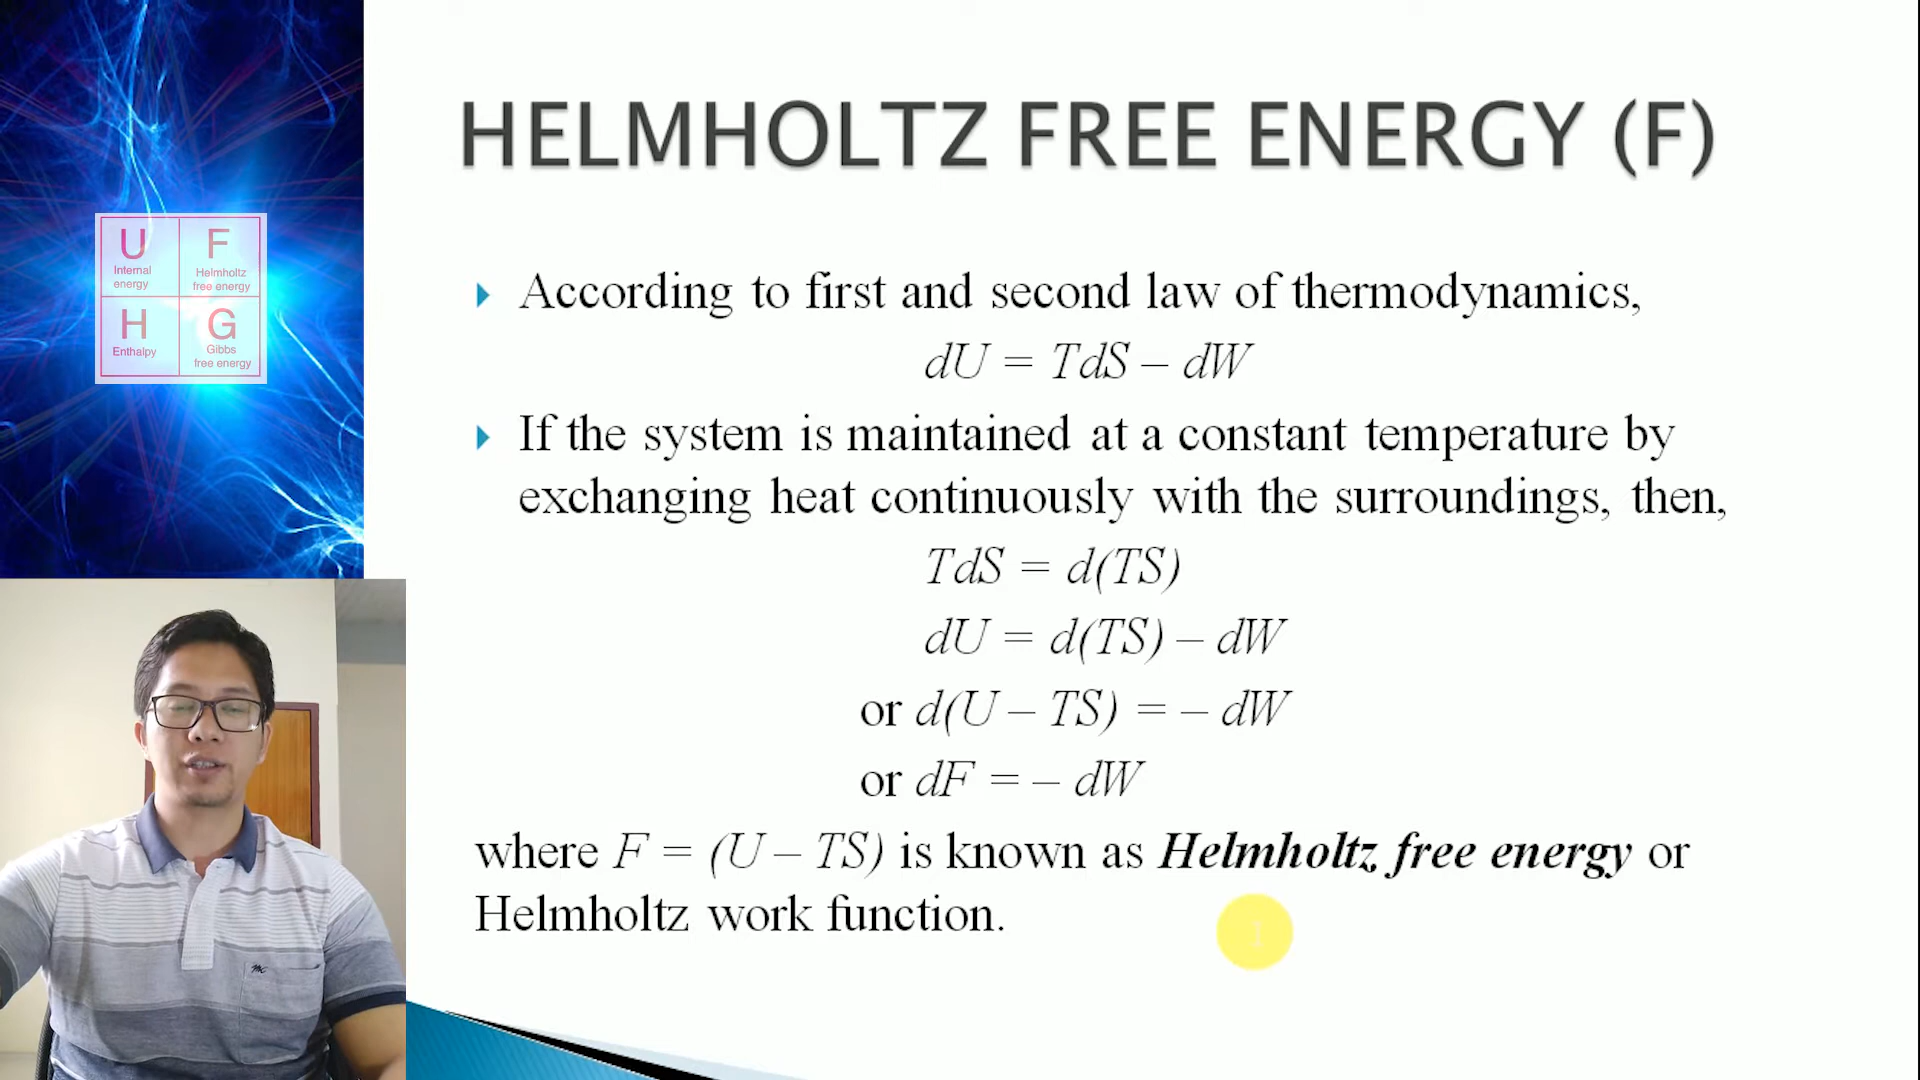 HELMHOLTZ FREE ENERGY (F)
U
Internal
energy
F
Helmholtz
free energy
H
Enthalpy
G
Gibbs
free energy
According to first and second law of thermodynamics,
dU = TdS – dW
If the system is maintained at a constant temperature by
exchanging heat continuously with the surroundings, then,
TdS = d(TS)
dU = d(TS) – dW
or d(U – TS) = – dW
or dF = – dW
where F = (U – TS) is known as Helmholtz free energy or
Helmholtz work function.